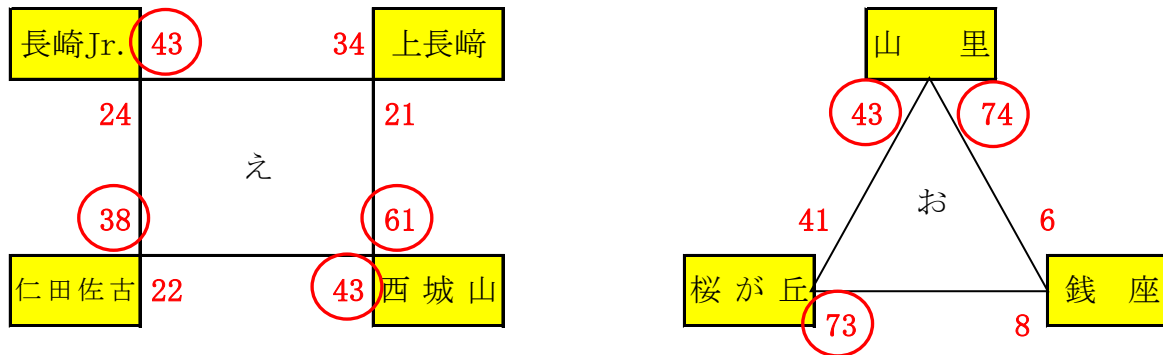 長崎Jr. 43 34 上長﨑
24 21
え
38 61
仁田佐古 22 43 西城山
山 里
43 74
お
41 6
桜が丘 73 8 銭 座